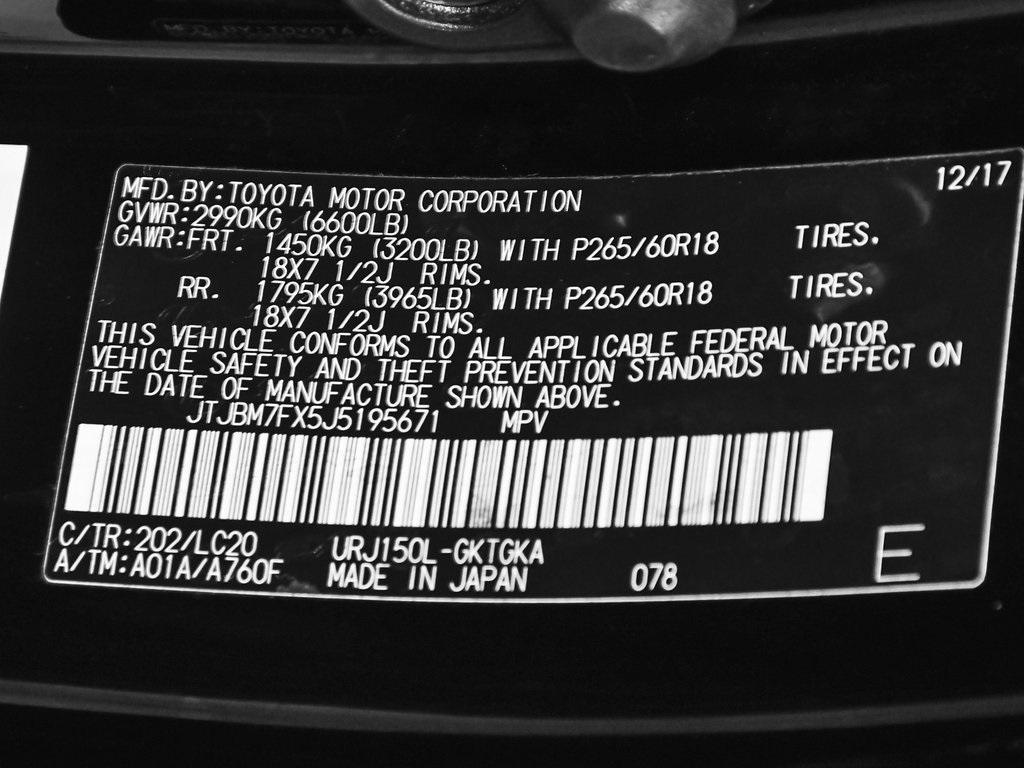 12/17
MFD. BY: TOYOTA MOTOR CORPORATION
GVWR:2990KG (6600LB)
GAWR:FRT. 1450KG (3200LB) WITH P265/60R18 TIRES.
18X7 1/2J RIMS.
RR. 1795KG (3965LB) WITH P265/60R18 TIRES.
18X7 1/2J RIMS.
THIS VEHICLE CONFORMS TO ALL APPLICABLE FEDERAL MOTOR
VEHICLE SAFETY AND THEFT PREVENTION STANDARDS IN EFFECT ON
THE DATE OF MANUFACTURE SHOWN ABOVE.
JTJBM7FX5J5195671 MPV
C/TR:202/LC20 URJ150L-GKTGKA
A/TM:A01A/A760F MADE IN JAPAN 078 E